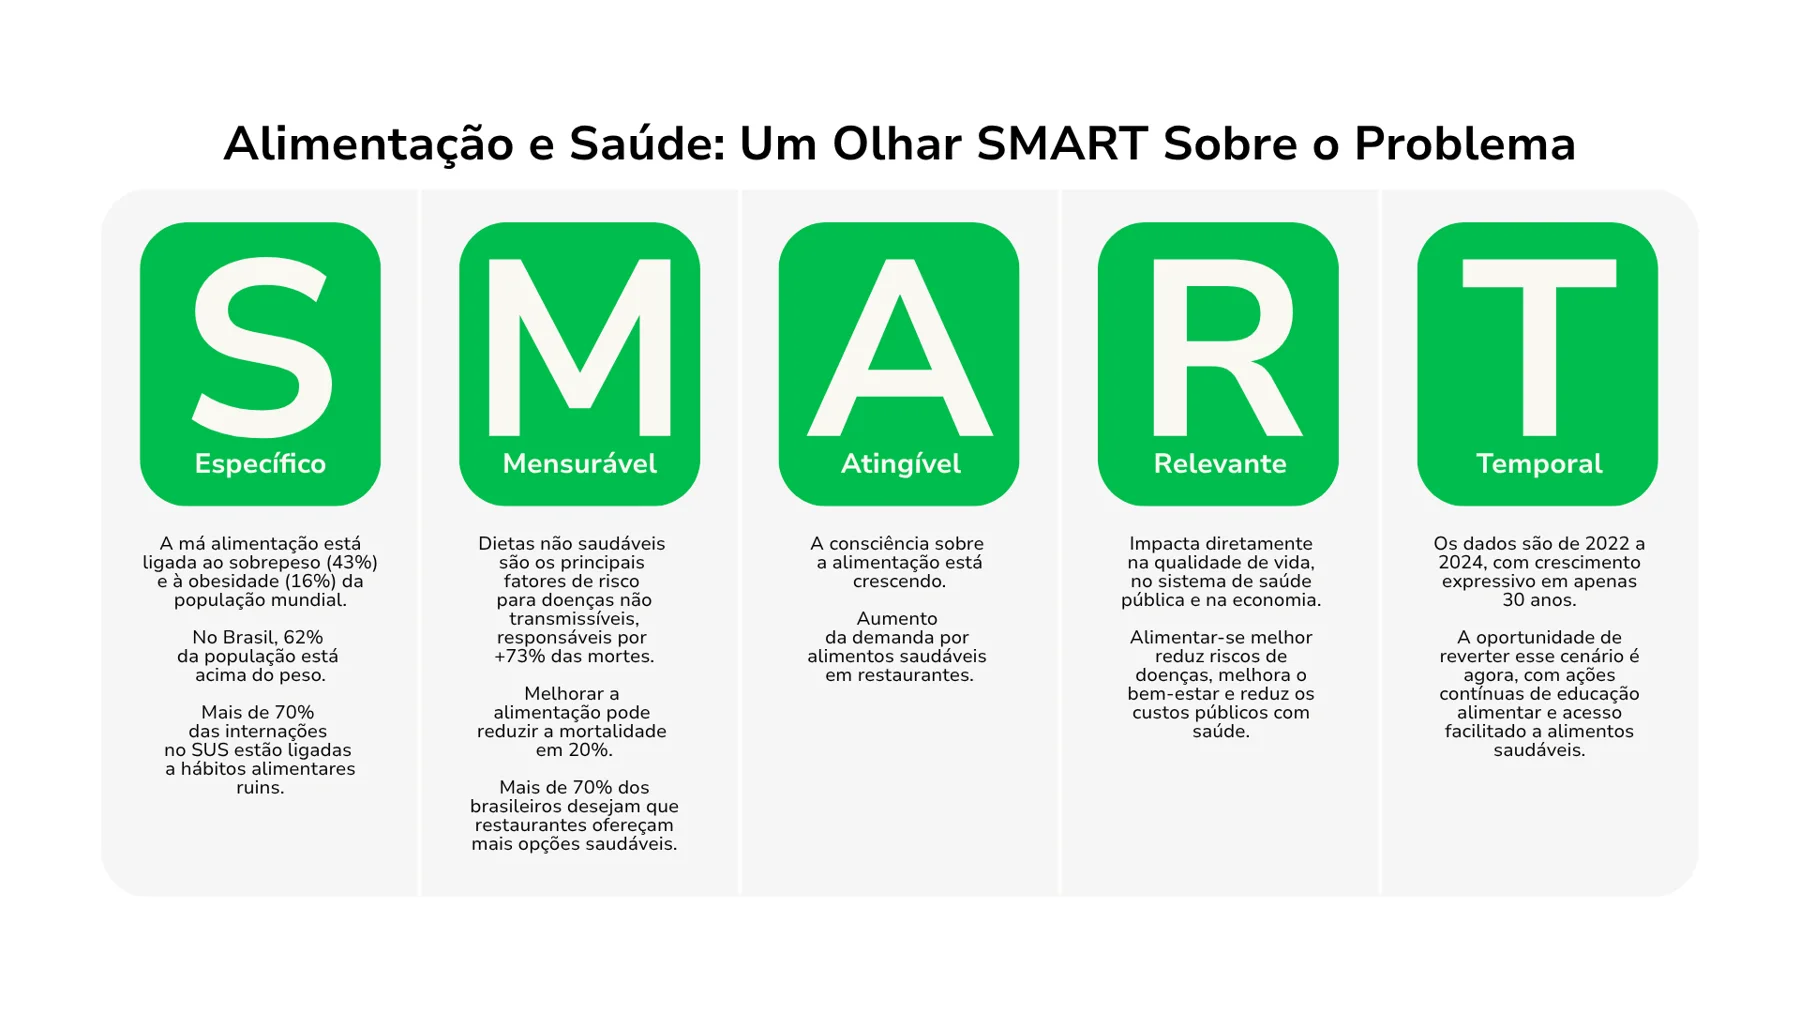 Alimentação e Saúde: Um Olhar SMART Sobre o Problema
S
Específico
A má alimentação está
ligada ao sobrepeso (43%)
e à obesidade (16%) da
população mundial.
No Brasil, 62%
da população está
acima do peso.
Mais de 70%
das internações
no SUS estão ligadas
a hábitos alimentares
ruins.
M
Mensurável
Dietas não saudáveis
são os principais
fatores de risco
para doenças não
transmissíveis,
responsáveis por
+73% das mortes.
Melhorar a
alimentação pode
reduzir a mortalidade
em 20%.
Mais de 70% dos
brasileiros desejam que
restaurantes ofereçam
mais opções saudáveis.
A
Atingível
A consciência sobre
a alimentação está
crescendo.
Aumento
da demanda por
alimentos saudáveis
em restaurantes.
R
Relevante
Impacta diretamente
na qualidade de vida,
no sistema de saúde
pública e na economia.
Alimentar-se melhor
reduz riscos de
doenças, melhora o
bem-estar e reduz os
custos públicos com
saúde.
T
Temporal
Os dados são de 2022 a
2024, com crescimento
expressivo em apenas
30 anos.
A oportunidade de
reverter esse cenário é
agora, com ações
contínuas de educação
alimentar e acesso
facilitado a alimentos
saudáveis.